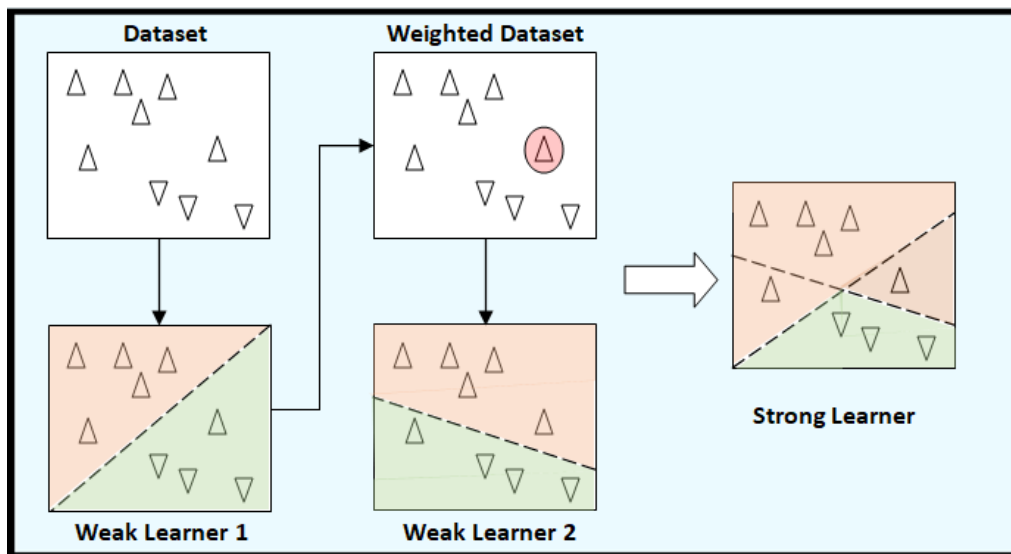 Dataset
Weighted Dataset
Weak Learner 1
Weak Learner 2
Strong Learner